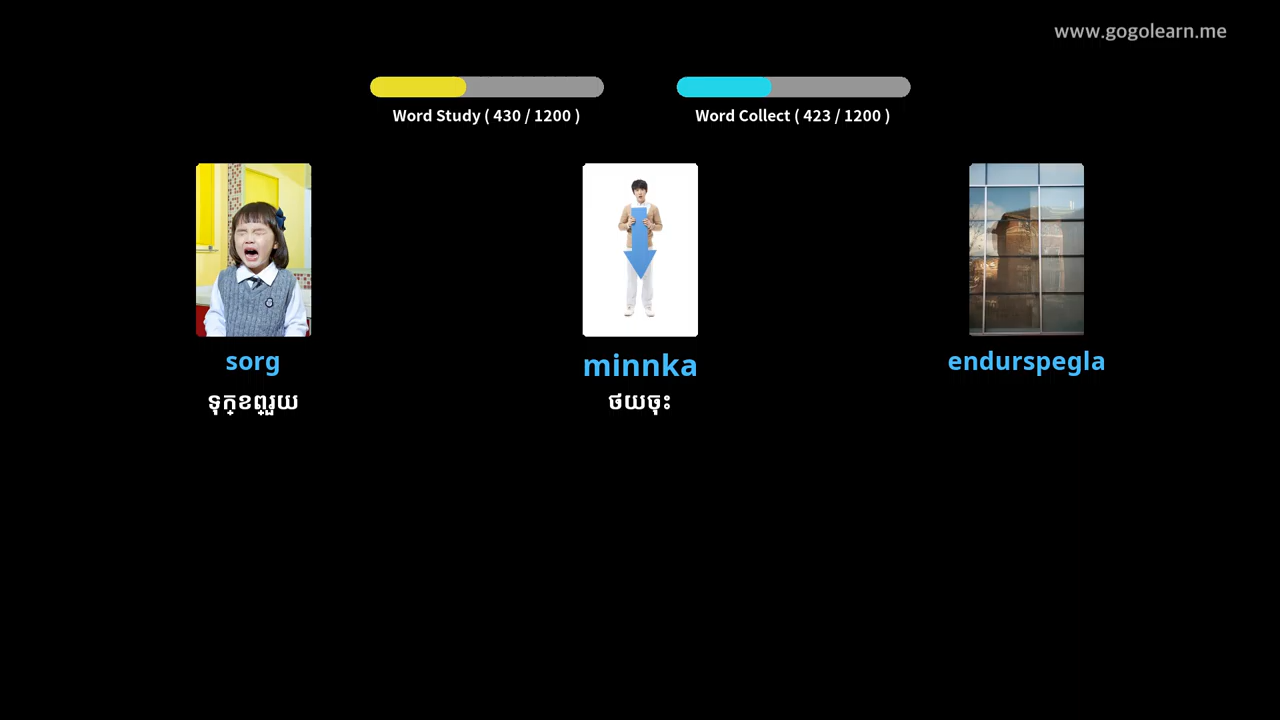 www.gogolearn.me
Word Study ( 430 / 1200 )
Word Collect ( 423 / 1200 )
sorg
minnka
endurspegla
ទុក្ខព្រួយ
ថយចុះ